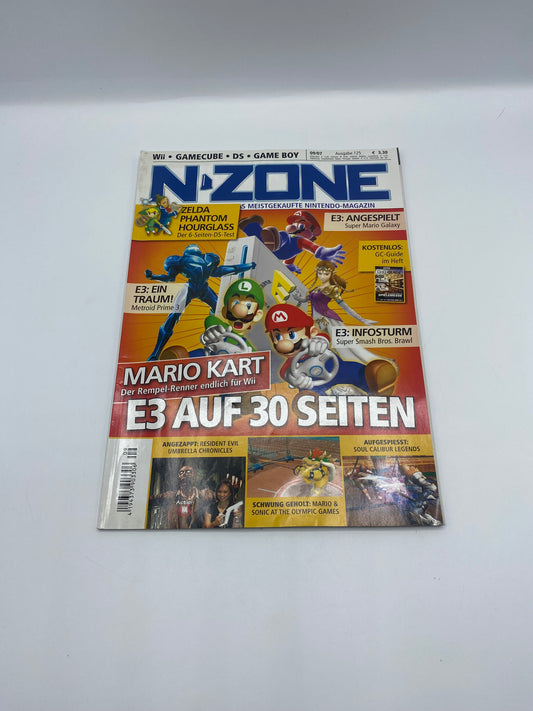 Wii • GAMECUBE • DS • GAME BOY
09/07 Ausgabe 125 € 3,30
N-ZONE
S MEISTGEKAUFTE NINTENDO-MAGAZIN
ZELDA
PHANTOM
HOURGLASS
Der 6-Seiten-DS-Test
E3: ANGESPIELT
Super Mario Galaxy
KOSTENLOS:
GC-Guide
im Heft
E3: EIN
TRAUM!
Metroid Prime 3
E3: INFOSTURM
Super Smash Bros. Brawl
MARIO KART
Der Rempel-Renner endlich für Wii
E3 AUF 30 SEITEN
ANGEZAPPT: RESIDENT EVIL
UMBRELLA CHRONICLES
SCHWUNG GEHOLT: MARIO &
SONIC AT THE OLYMPIC GAMES
AUFGESPIESST:
SOUL CALIBUR LEGENDS